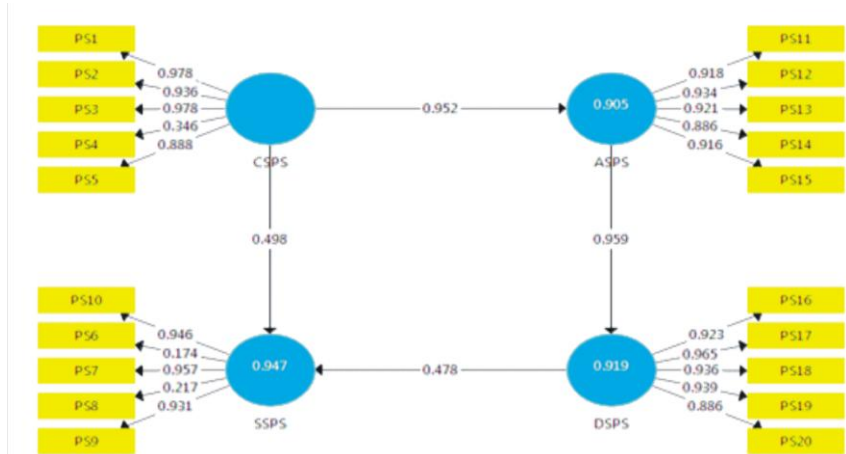 PS1
PS2
PS3
PS4
PS5
0.978
0.936
0.978
0.346
0.888
CSPS
0.952
0.905
ASPS
PS11
PS12
PS13
PS14
PS15
0.918
0.934
0.921
0.886
0.916
0.498
0.959
PS10
PS6
PS7
PS8
PS9
0.946
0.174
0.957
0.217
0.931
0.947
SSPS
0.478
0.919
DSPS
PS16
PS17
PS18
PS19
PS20
0.923
0.965
0.936
0.939
0.886